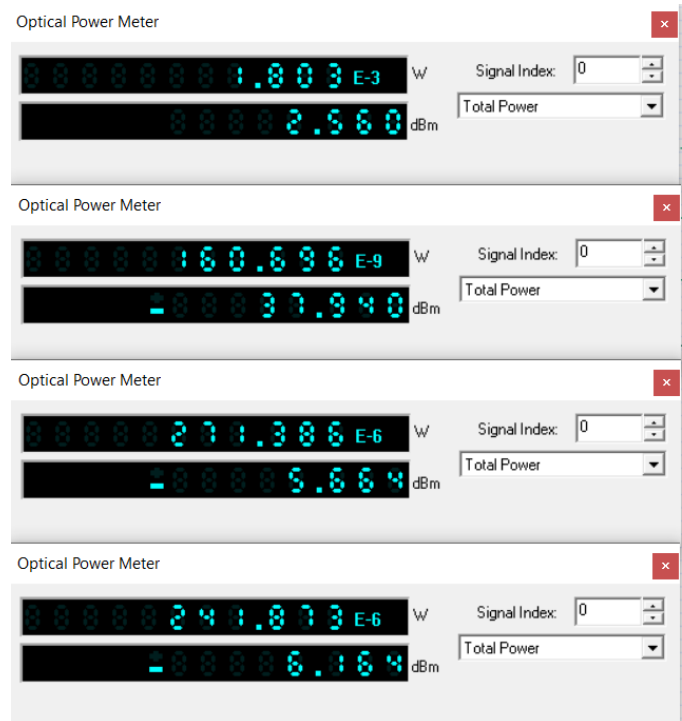 Optical Power Meter
1.803 E-3 W Signal Index: 0
2.560 dBm Total Power
Optical Power Meter
160.696 E-9 W Signal Index: 0
-37.940 dBm Total Power
Optical Power Meter
271.386 E-6 W Signal Index: 0
-5.664 dBm Total Power
Optical Power Meter
241.873 E-6 W Signal Index: 0
-6.164 dBm Total Power